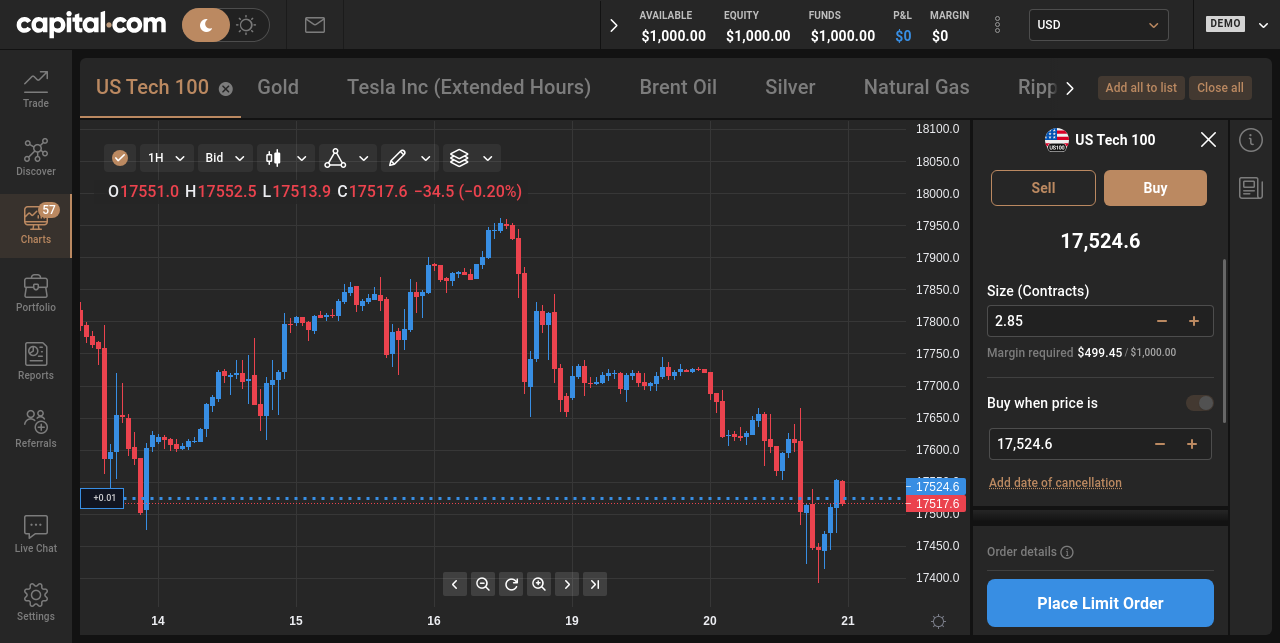 capital.com
AVAILABLE EQUITY FUNDS P&L MARGIN
$1,000.00 $1,000.00 $1,000.00 $0 $0
USD
DEMO
Trade
Discover
57
Charts
Portfolio
Reports
Referrals
Live Chat
Settings
US Tech 100 Gold Tesla Inc (Extended Hours) Brent Oil Silver Natural Gas Ripp
Add all to list Close all
1H Bid
O17551.0 H17552.5 L17513.9 C17517.6 −34.5 (−0.20%)
18100.0
18050.0
18000.0
17950.0
17900.0
17850.0
17800.0
17750.0
17700.0
17650.0
17600.0
17524.6
17517.6
17500.0
17450.0
17400.0
+0.01
14 15 16 19 20 21
US100
US Tech 100
Sell Buy
17,524.6
Size (Contracts)
2.85
Margin required $499.45 / $1,000.00
Buy when price is
17,524.6
Add date of cancellation
Order details
Place Limit Order